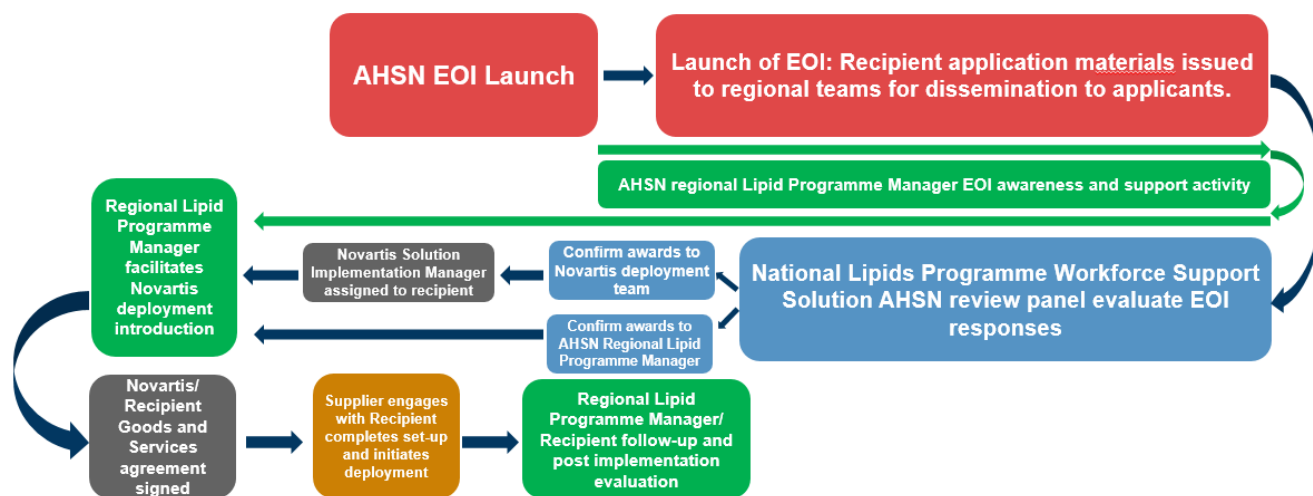 AHSN EOI Launch
Launch of EOI: Recipient application materials issued
to regional teams for dissemination to applicants.
AHSN regional Lipid Programme Manager EOI awareness and support activity
Regional Lipid
Programme
Manager
facilitates
Novartis
deployment
introduction
Novartis Solution
Implementation Manager
assigned to recipient
Confirm awards to
Novartis deployment
team
National Lipids Programme Workforce Support
Solution AHSN review panel evaluate EOI
responses
Confirm awards to
AHSN Regional Lipid
Programme Manager
Novartis/
Recipient
Goods and
Services
agreement
signed
Supplier engages
with Recipient
completes set-up
and initiates
deployment
Regional Lipid
Programme Manager/
Recipient follow-up and
post implementation
evaluation